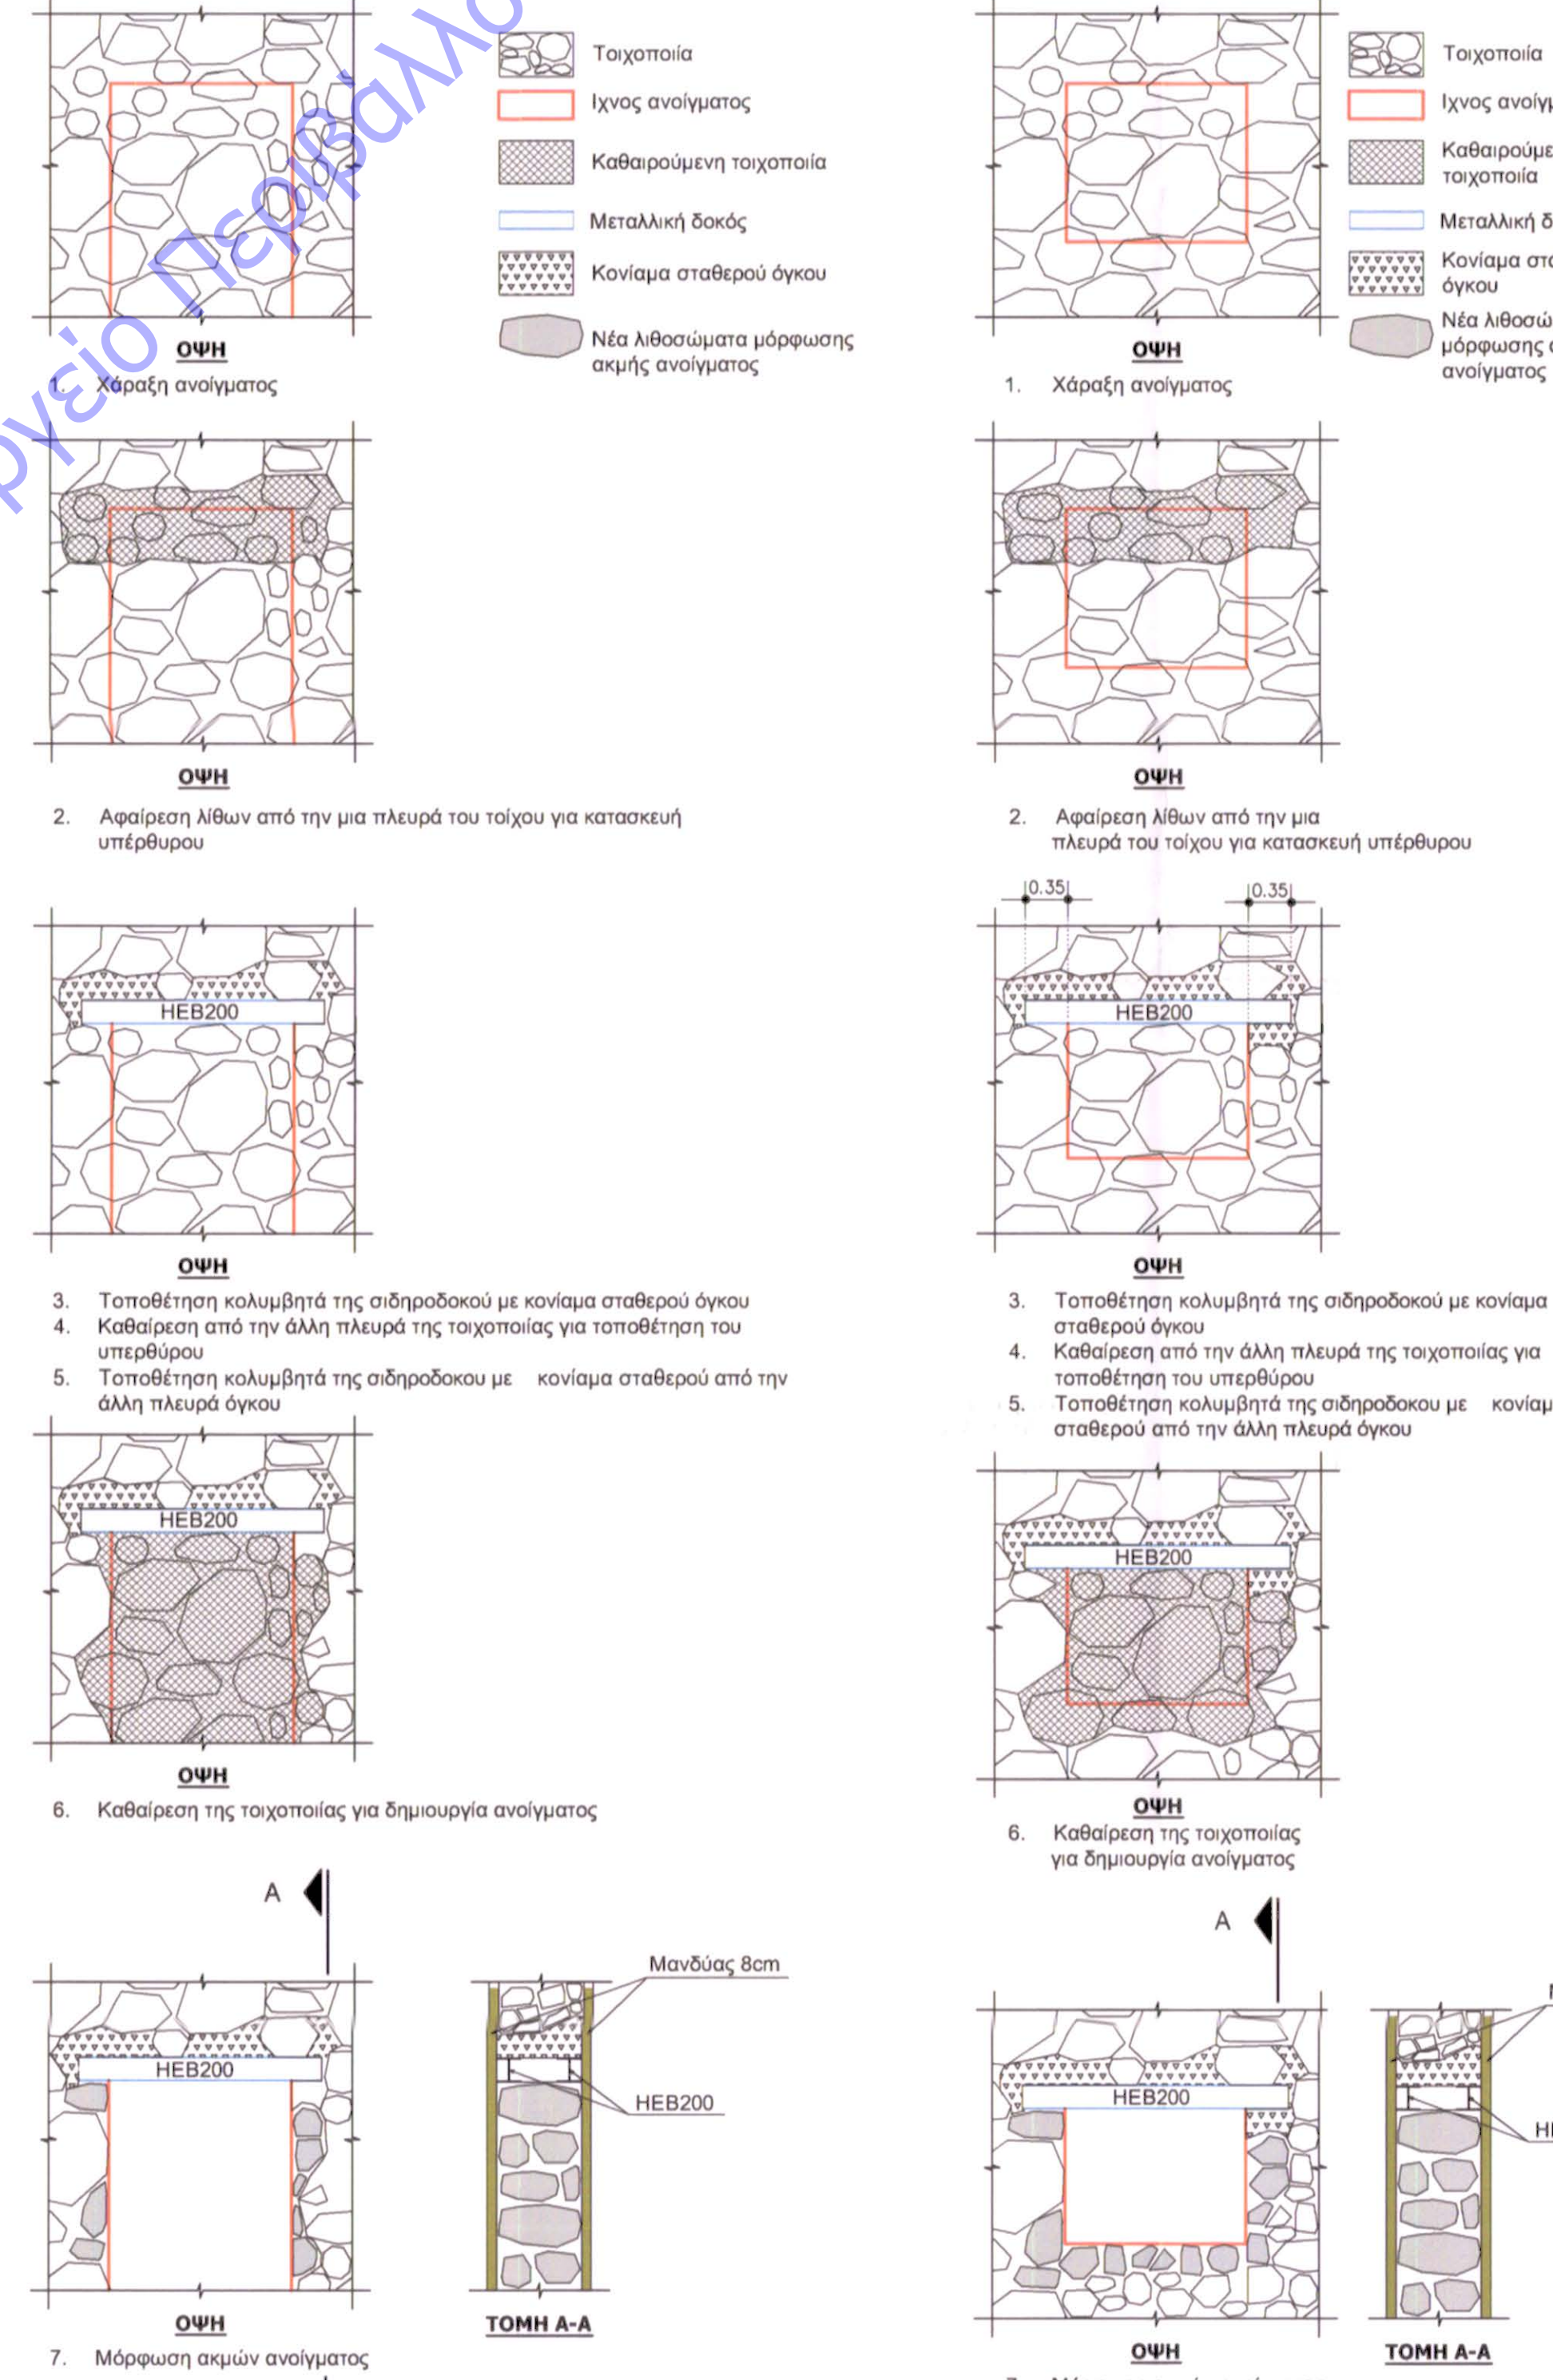 Τοιχοποιία
Ιχνος ανοίγματος
Καθαιρούμενη τοιχοποιία
Μεταλλική δοκός
Κονίαμα σταθερού όγκου
Νέα λιθοσώματα μόρφωσης
ακμής ανοίγματος
ΟΨΗ
1. Χάραξη ανοίγματος
ΟΨΗ
2. Αφαίρεση λίθων από την μια πλευρά του τοίχου για κατασκευή
υπέρθυρου
HEB200
ΟΨΗ
3. Τοποθέτηση κολυμβητά της σιδηροδοκού με κονίαμα σταθερού όγκου
4. Καθαίρεση από την άλλη πλευρά της τοιχοποιίας για τοποθέτηση του
υπερθύρου
5. Τοποθέτηση κολυμβητά της σιδηροδοκου με κονίαμα σταθερού από την
άλλη πλευρά όγκου
HEB200
ΟΨΗ
6. Καθαίρεση της τοιχοποιίας για δημιουργία ανοίγματος
A
Μανδύας 8cm
HEB200
HEB200
ΟΨΗ
ΤΟΜΗ Α-Α
7. Μόρφωση ακμών ανοίγματος
Τοιχοποιία
Ιχνος
τοιχοποιία
Μεταλλική
Κονίαμα
όγκου
Νέα
μόρφωσης
ανοίγματος
ΟΨΗ
1. Χάραξη ανοίγματος
ΟΨΗ
2. Αφαίρεση λίθων από την μια
πλευρά του τοίχου για κατασκευή υπέρθυρου
0.35 0.35
HEB200
ΟΨΗ
3. Τοποθέτηση κολυμβητά της σιδηροδοκού με κονίαμα
σταθερού όγκου
4. Καθαίρεση από την άλλη πλευρά της τοιχοποιίας για
τοποθέτηση του υπερθύρου
5. Τοποθέτηση κολυμβητά της σιδηροδοκου με
σταθερού από την άλλη πλευρά όγκου
HEB200
ΟΨΗ
6. Καθαίρεση της τοιχοποιίας
για δημιουργία ανοίγματος
A
HEB200
ΟΨΗ
ΤΟΜΗ Α-Α